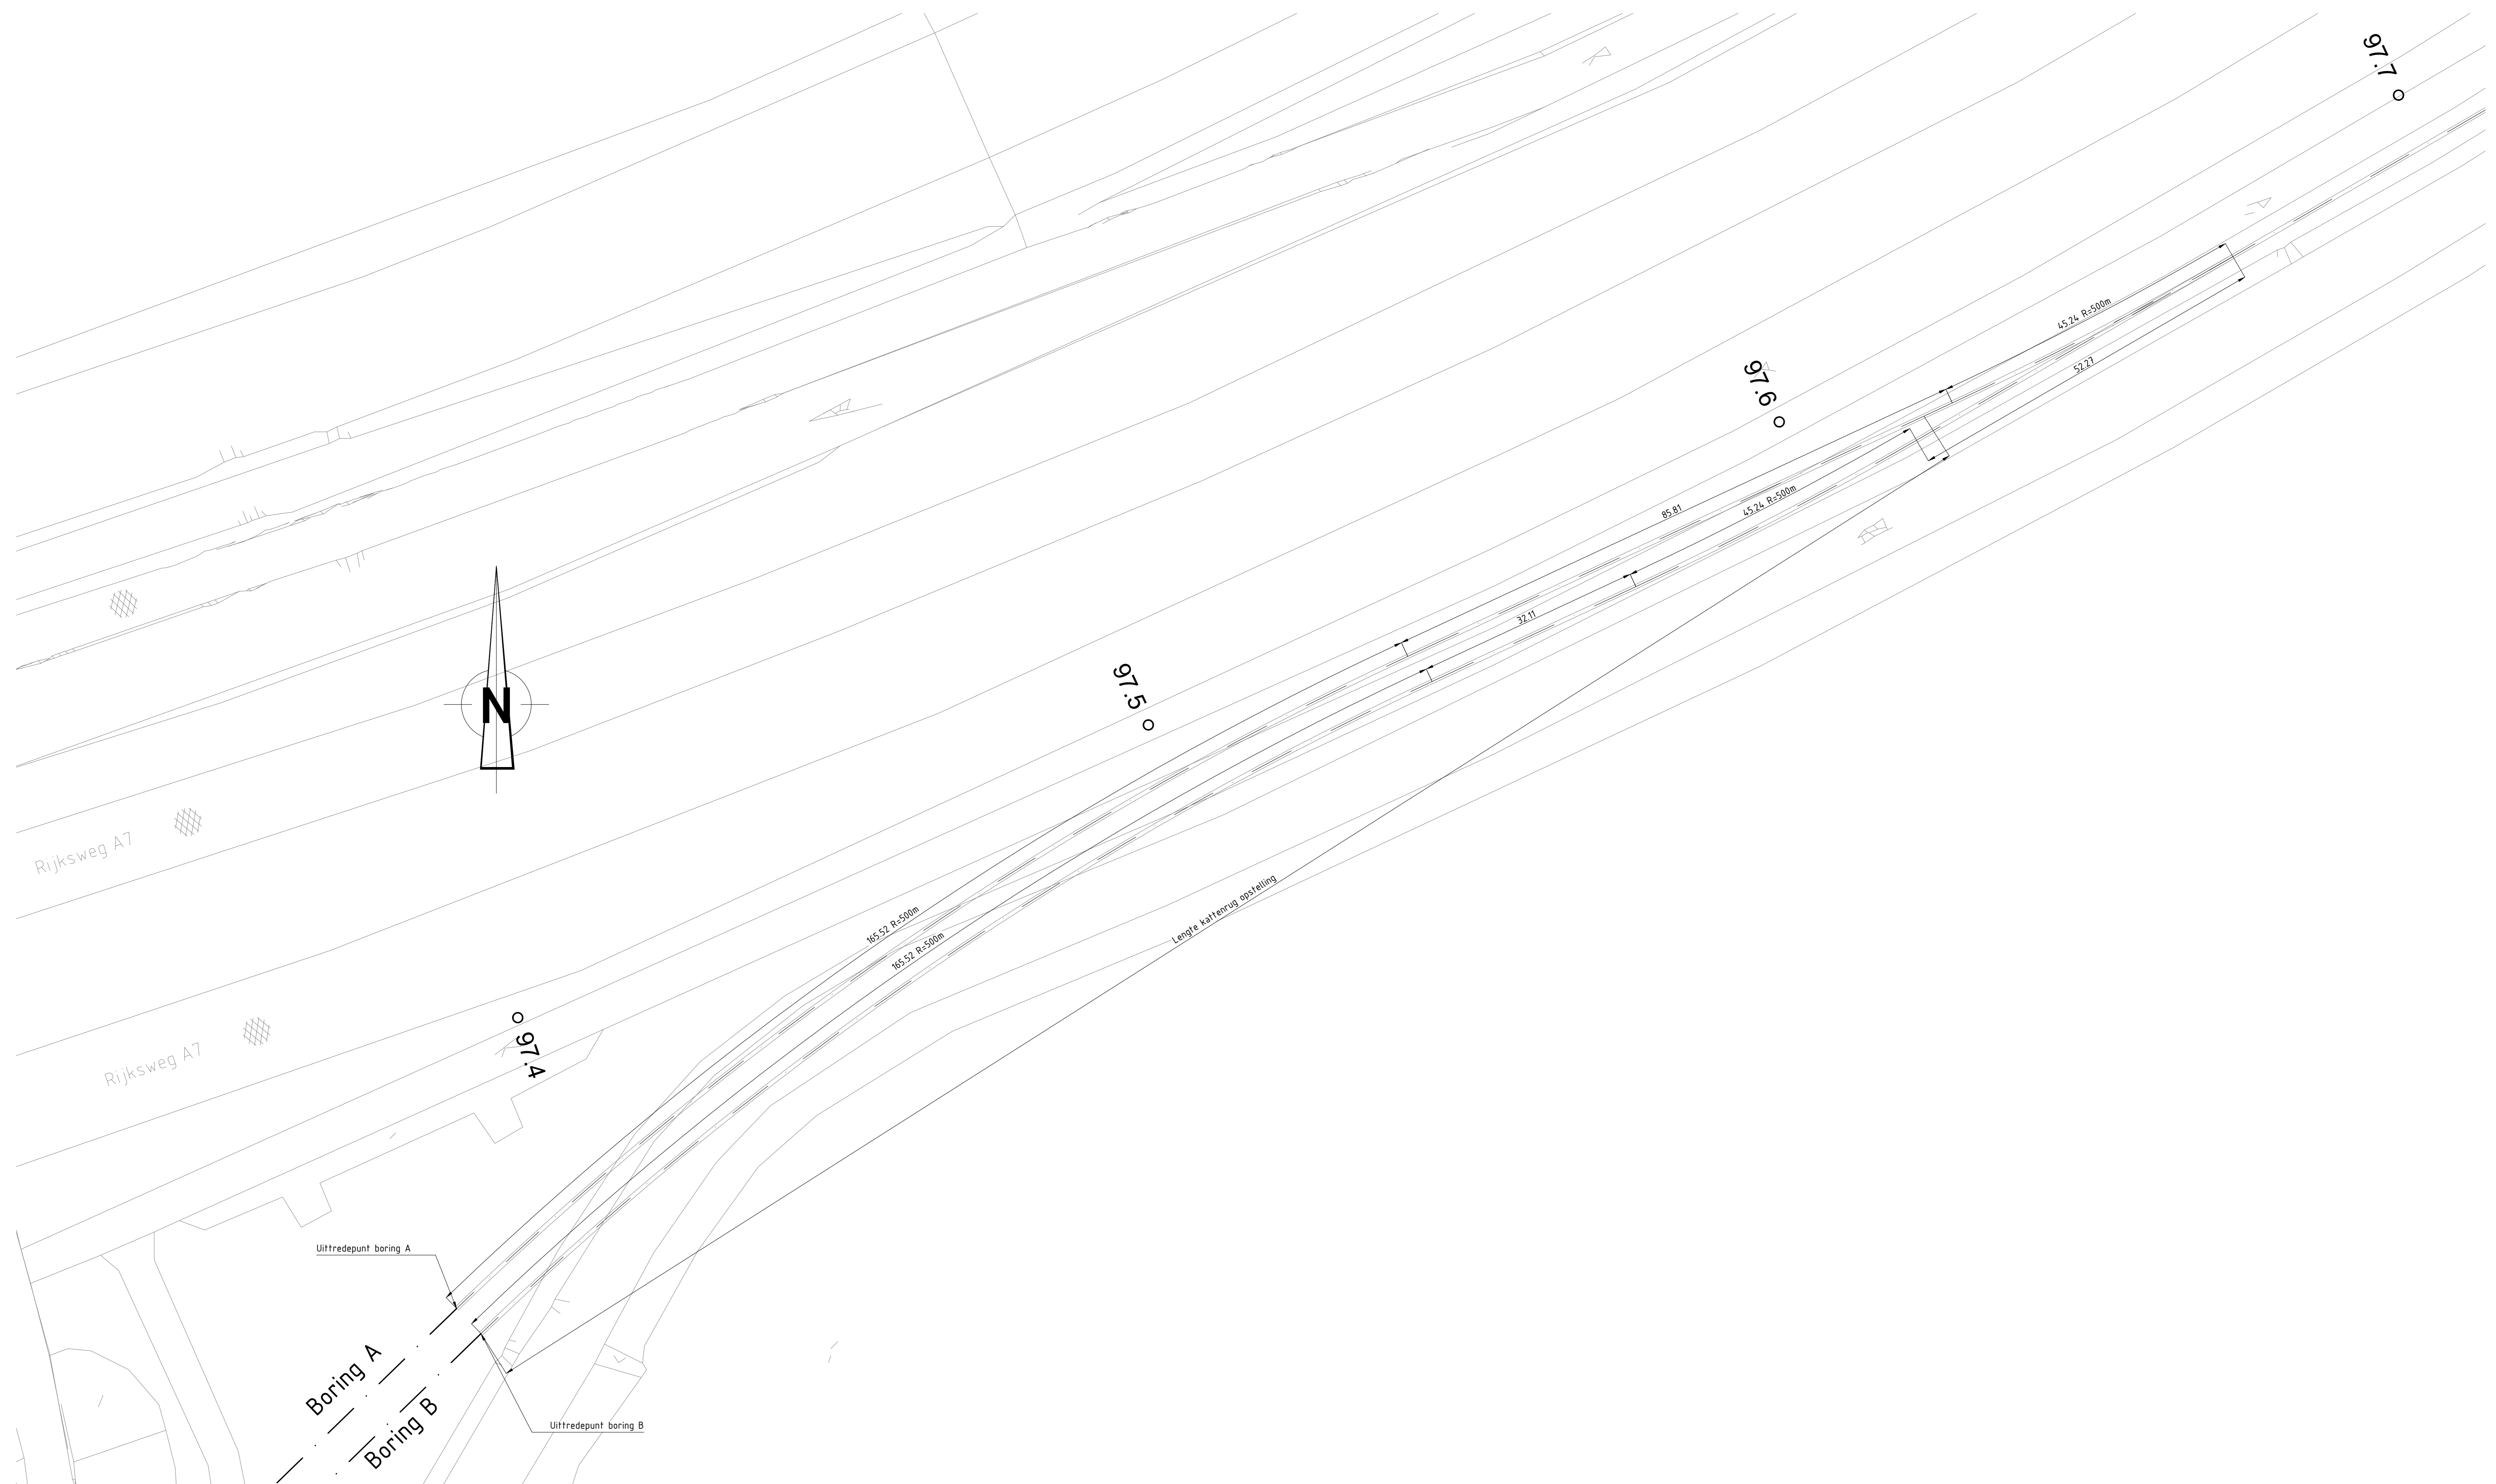 97.7
45.24 R=500m
52.27
97.6
85.81
45.24 R=500m
32.11
97.5
N
Rijksweg A7
Lengte kattenrug opstelling
165.52 R=500m
165.52 R=500m
97.4
Rijksweg A7
Uittredepunt boring A
Boring A
Boring B
Uittredepunt boring B